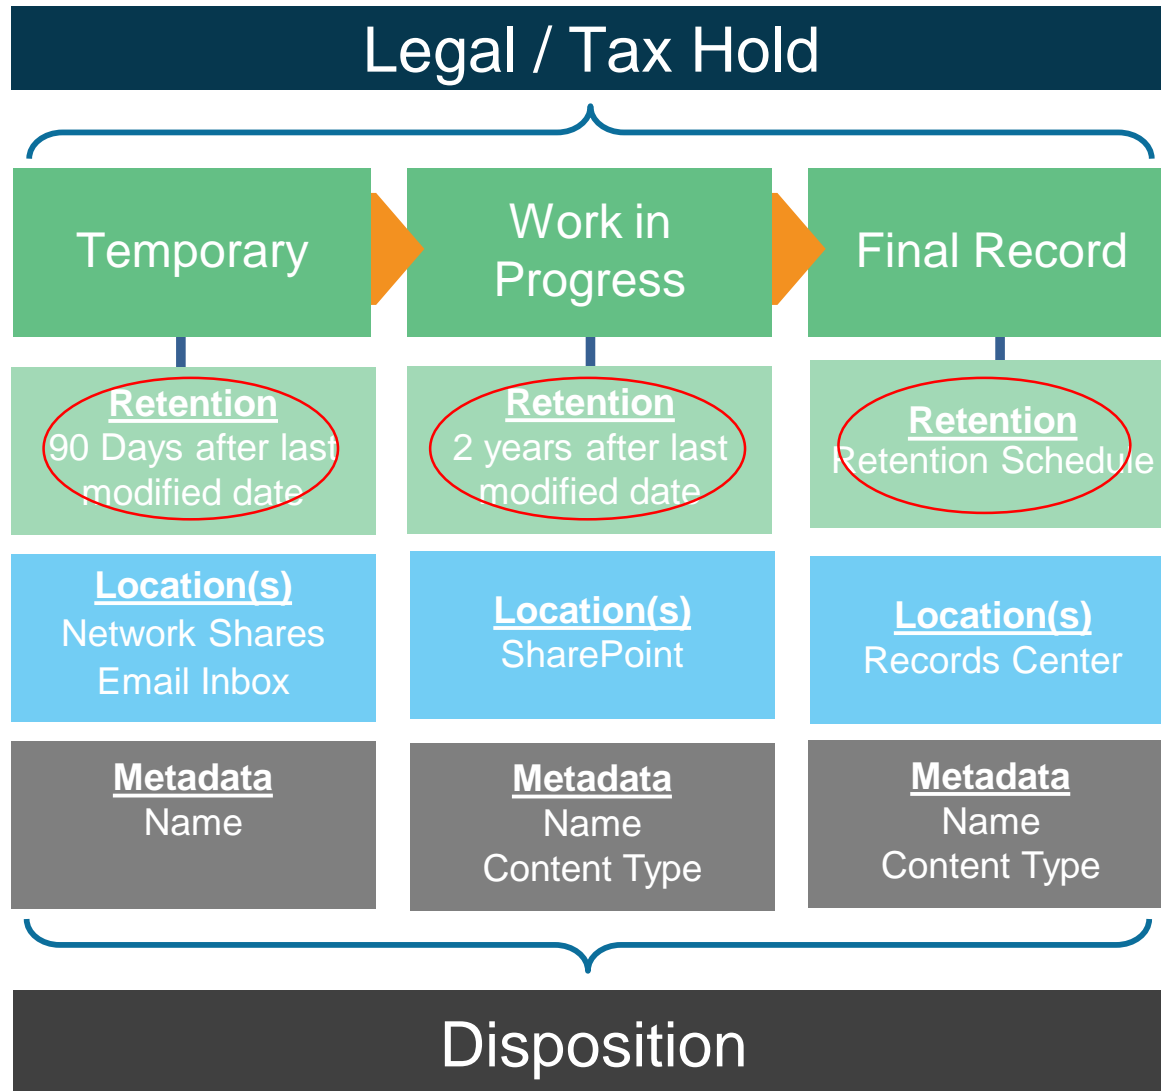 Legal / Tax Hold
Temporary
Work in
Progress
Final Record
Retention
90 Days after last
modified date
Retention
2 years after last
modified date
Retention
Retention Schedule
Location(s)
Network Shares
Email Inbox
Location(s)
SharePoint
Location(s)
Records Center
Metadata
Name
Metadata
Name
Content Type
Metadata
Name
Content Type
Disposition